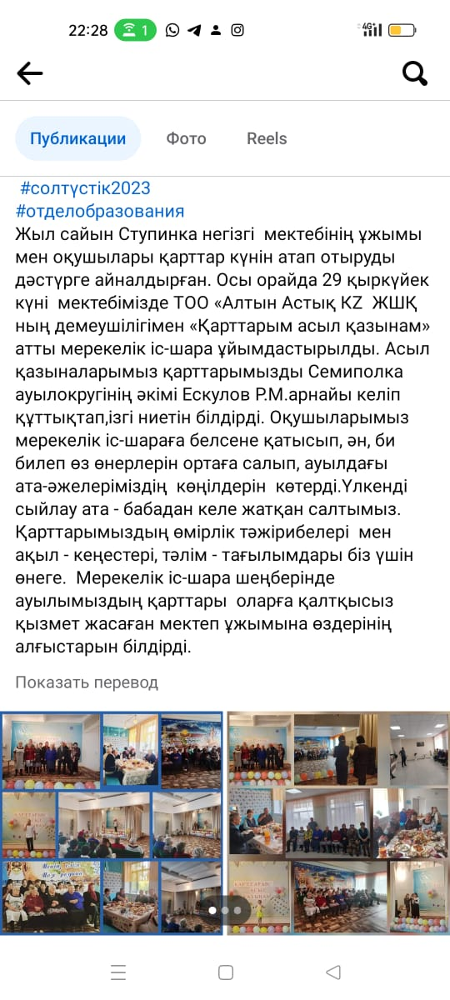 22:28
1
4G+
Публикации
Фото
Reels
#солтүстік2023
#отделобразования
Жыл сайын Ступинка негізгі мектебінің ұжымы
мен оқушылары қарттар күнін атап отыруды
дәстүрге айналдырған. Осы орайда 29 қыркүйек
күні мектебімізде ТОО «Алтын Астық KZ ЖШҚ
ның демеушілігімен «Қарттарым асыл қазынам»
атты мерекелік іс-шара ұйымдастырылды. Асыл
қазыналарымыз қарттарымызды Семиполка
ауылокругінің әкімі Ескулов Р.М.арнайы келіп
құттықтап,ізгі ниетін білдірді. Оқушыларымыз
мерекелік іс-шараға белсене қатысып, ән, би
билеп өз өнерлерін ортаға салып, ауылдағы
ата-әжелеріміздің көңілдерін көтерді.Үлкенді
сыйлау ата - бабадан келе жатқан салтымыз.
Қарттарымыздың өмірлік тәжірибелері мен
ақыл - кеңестері, тәлім - тағылымдары біз үшін
өнеге. Мерекелік іс-шара шеңберінде
ауылымыздың қарттары оларға қалтқысыз
қызмет жасаған мектеп ұжымына өздерінің
алғыстарын білдірді.
Показать перевод